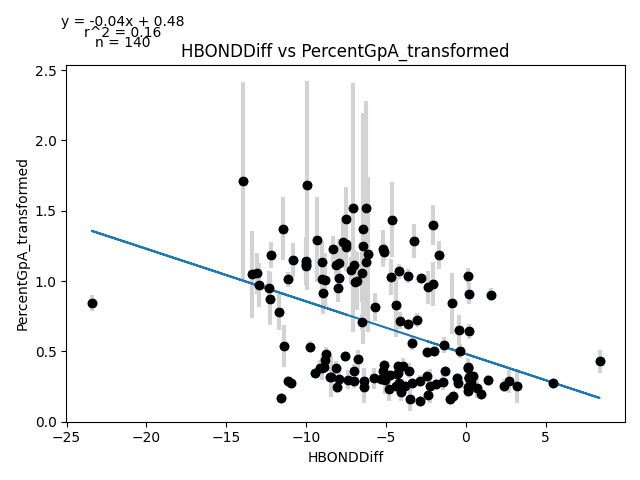 y = -0.04x + 0.48
r^2 = 0.16
n = 140
HBONDDiff vs PercentGpA_transformed
2.5
2.0
1.5
1.0
0.5
0.0
PercentGpA_transformed
−25
−20
−15
−10
−5
0
5
HBONDDiff